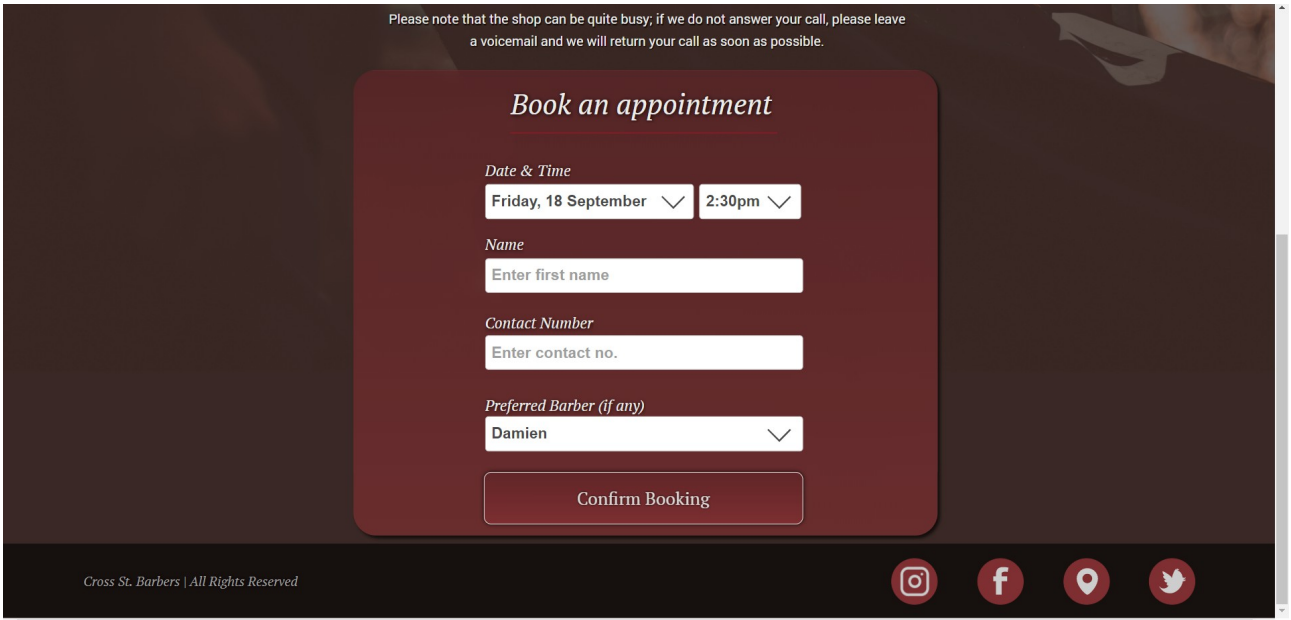 Please note that the shop can be quite busy; if we do not answer your call, please leave
a voicemail and we will return your call as soon as possible.
Book an appointment
Date & Time
Friday, 18 September 2:30pm
Name
Enter first name
Contact Number
Enter contact no.
Preferred Barber (if any)
Damien
Confirm Booking
Cross St. Barbers | All Rights Reserved